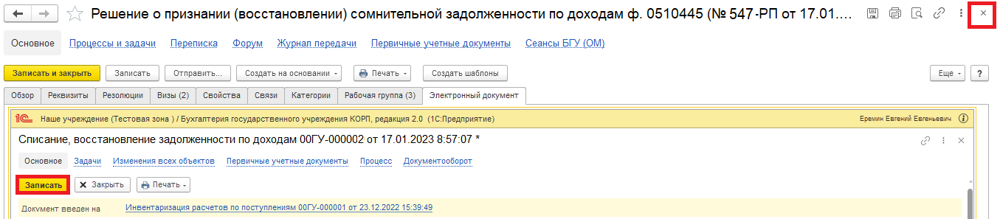 Решение о признании (восстановлении) сомнительной задолженности по доходам ф. 0510445 (№ 547-РП от 17.01....
Основное Процессы и задачи Переписка Форум Журнал передачи Первичные учетные документы Сеансы БГУ (ОМ)
Записать и закрыть Записать Отправить... Создать на основании Печать Создать шаблоны Еще ?
Обзор Реквизиты Резолюции Визы (2) Свойства Связи Категории Рабочая группа (3) Электронный документ
1С Наше учреждение (Тестовая зона ) / Бухгалтерия государственного учреждения КОРП, редакция 2.0 (1С:Предприятие) Еремин Евгений Евгеньевич
Списание, восстановление задолженности по доходам 00ГУ-000002 от 17.01.2023 8:57:07 *
Основное Задачи Изменения всех объектов Первичные учетные документы Процесс Документооборот
Записать Закрыть Печать
Документ введен на Инвентаризация расчетов по поступлениям 00ГУ-000001 от 23.12.2022 15:39:49